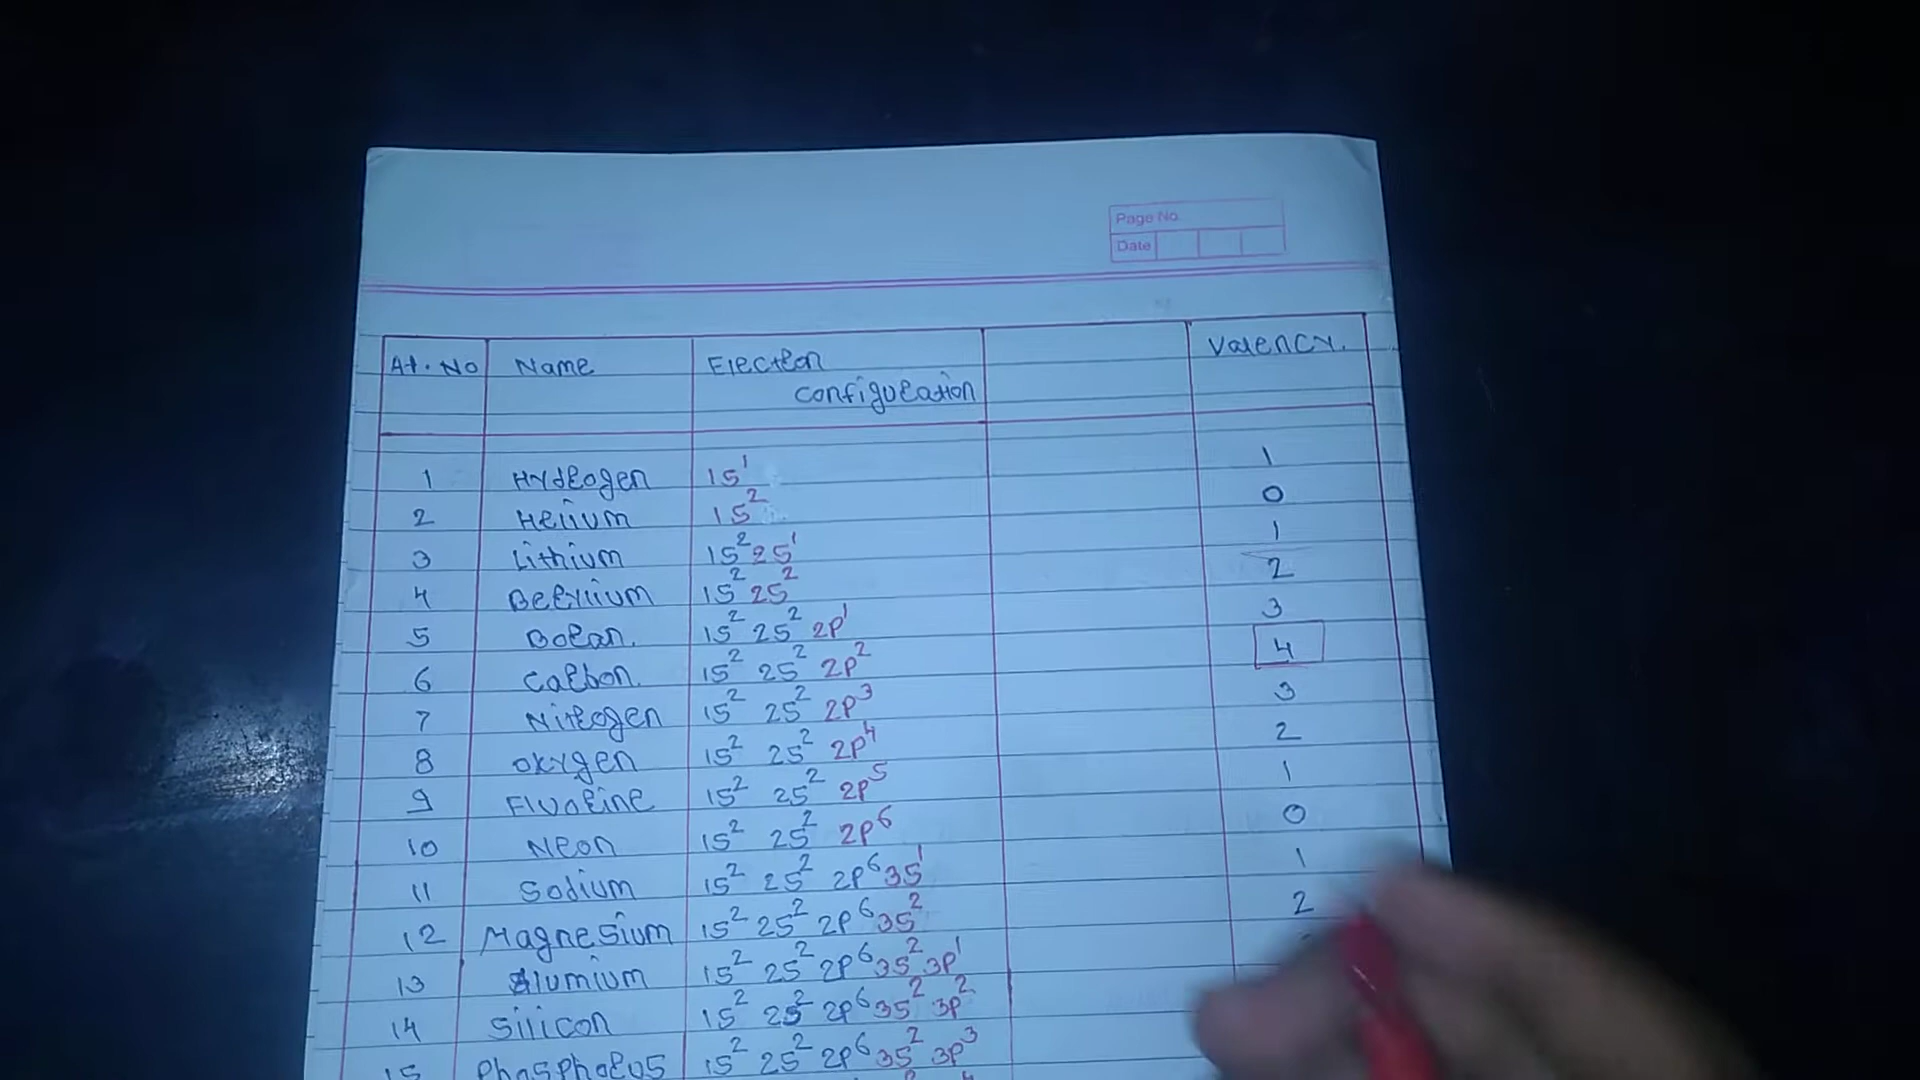 Page No.
Date
At. No Name Electron Valency.
configuration
1 Hydrogen 1s¹ 1
2 Helium 1s² 0
3 Lithium 1s² 2s¹ 1
4 Beryllium 1s² 2s² 2
5 Boran. 1s² 2s² 2p¹ 3
6 Carbon. 1s² 2s² 2p² 4
7 Nitrogen 1s² 2s² 2p³ 3
8 Oxygen 1s² 2s² 2p⁴ 2
9 Fluorine 1s² 2s² 2p⁵ 1
10 Neon 1s² 2s² 2p⁶ 0
11 Sodium 1s² 2s² 2p⁶ 3s¹ 1
12 Magnesium 1s² 2s² 2p⁶ 3s² 2
13 Alumium 1s² 2s² 2p⁶ 3s² 3p¹
14 Silicon 1s² 2s² 2p⁶ 3s² 3p²
15 Phosphorus 1s² 2s² 2p⁶ 3s² 3p³